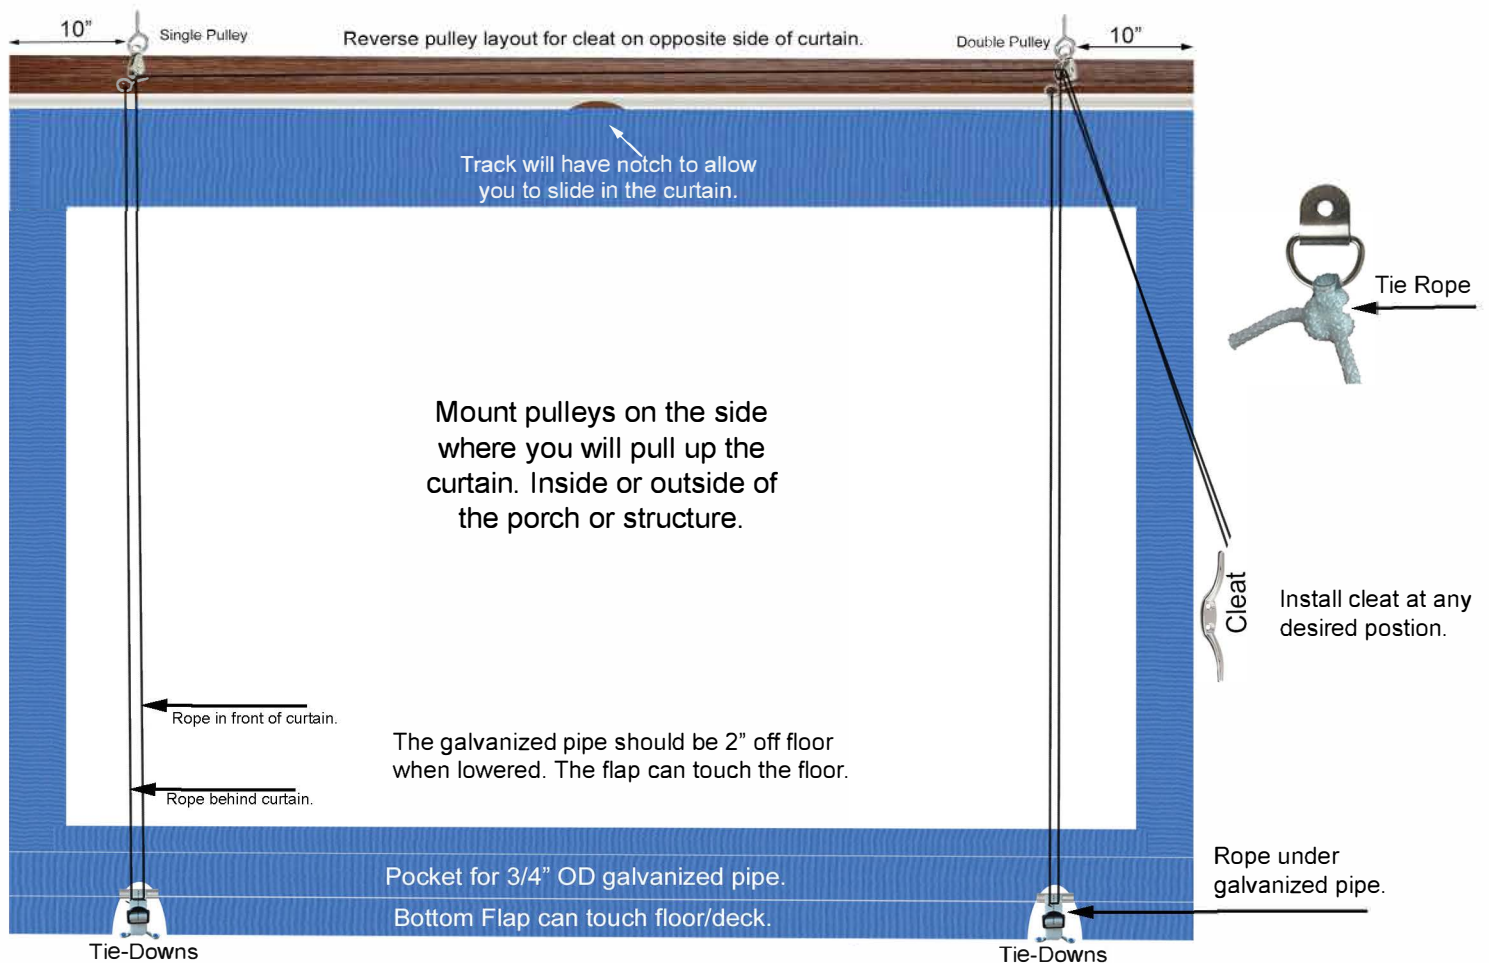 10”
Single Pulley
Reverse pulley layout for cleat on opposite side of curtain.
Double Pulley
10”
Track will have notch to allow
you to slide in the curtain.
Tie Rope
Mount pulleys on the side
where you will pull up the
curtain. Inside or outside of
the porch or structure.
Cleat
Install cleat at any
desired postion.
Rope in front of curtain.
The galvanized pipe should be 2” off floor
when lowered. The flap can touch the floor.
Rope behind curtain.
Rope under
galvanized pipe.
Pocket for 3/4” OD galvanized pipe.
Bottom Flap can touch floor/deck.
Tie-Downs
Tie-Downs